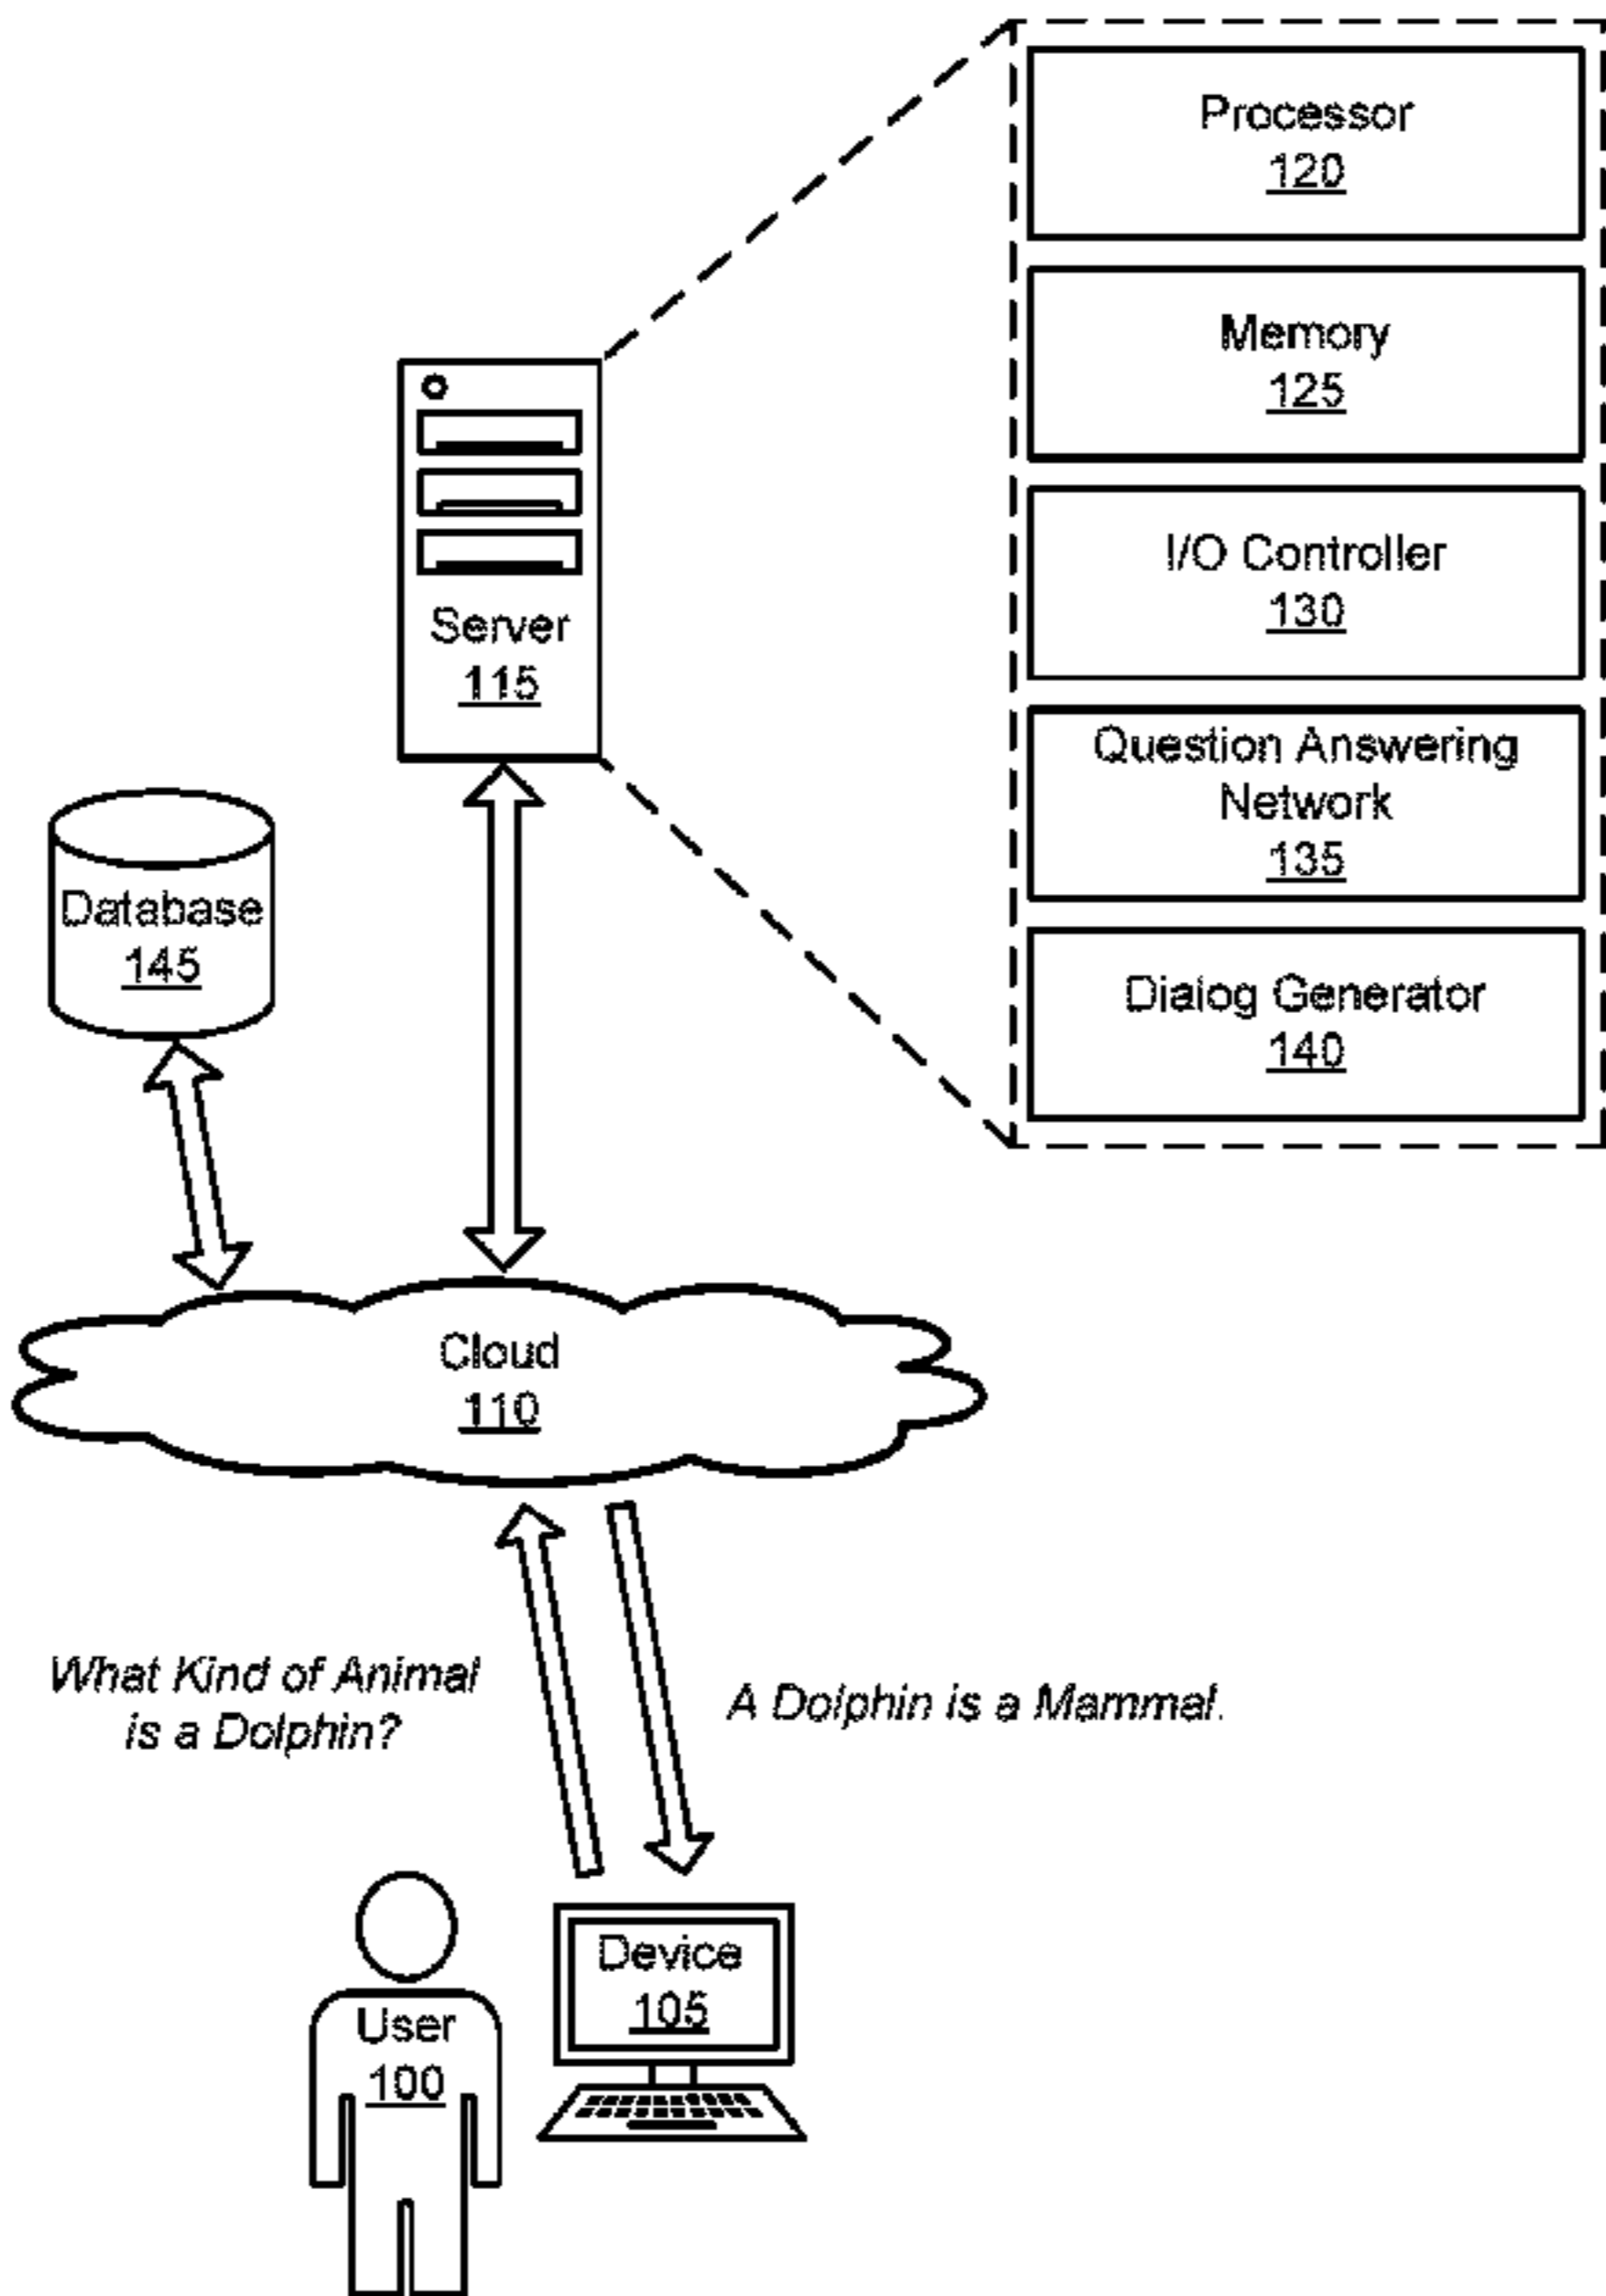 Processor
120
Memory
125
I/O Controller
130
Question Answering
Network
135
Dialog Generator
140
Server
115
Database
145
Cloud
110
What Kind of Animal
is a Dolphin?
A Dolphin is a Mammal.
Device
105
User
100